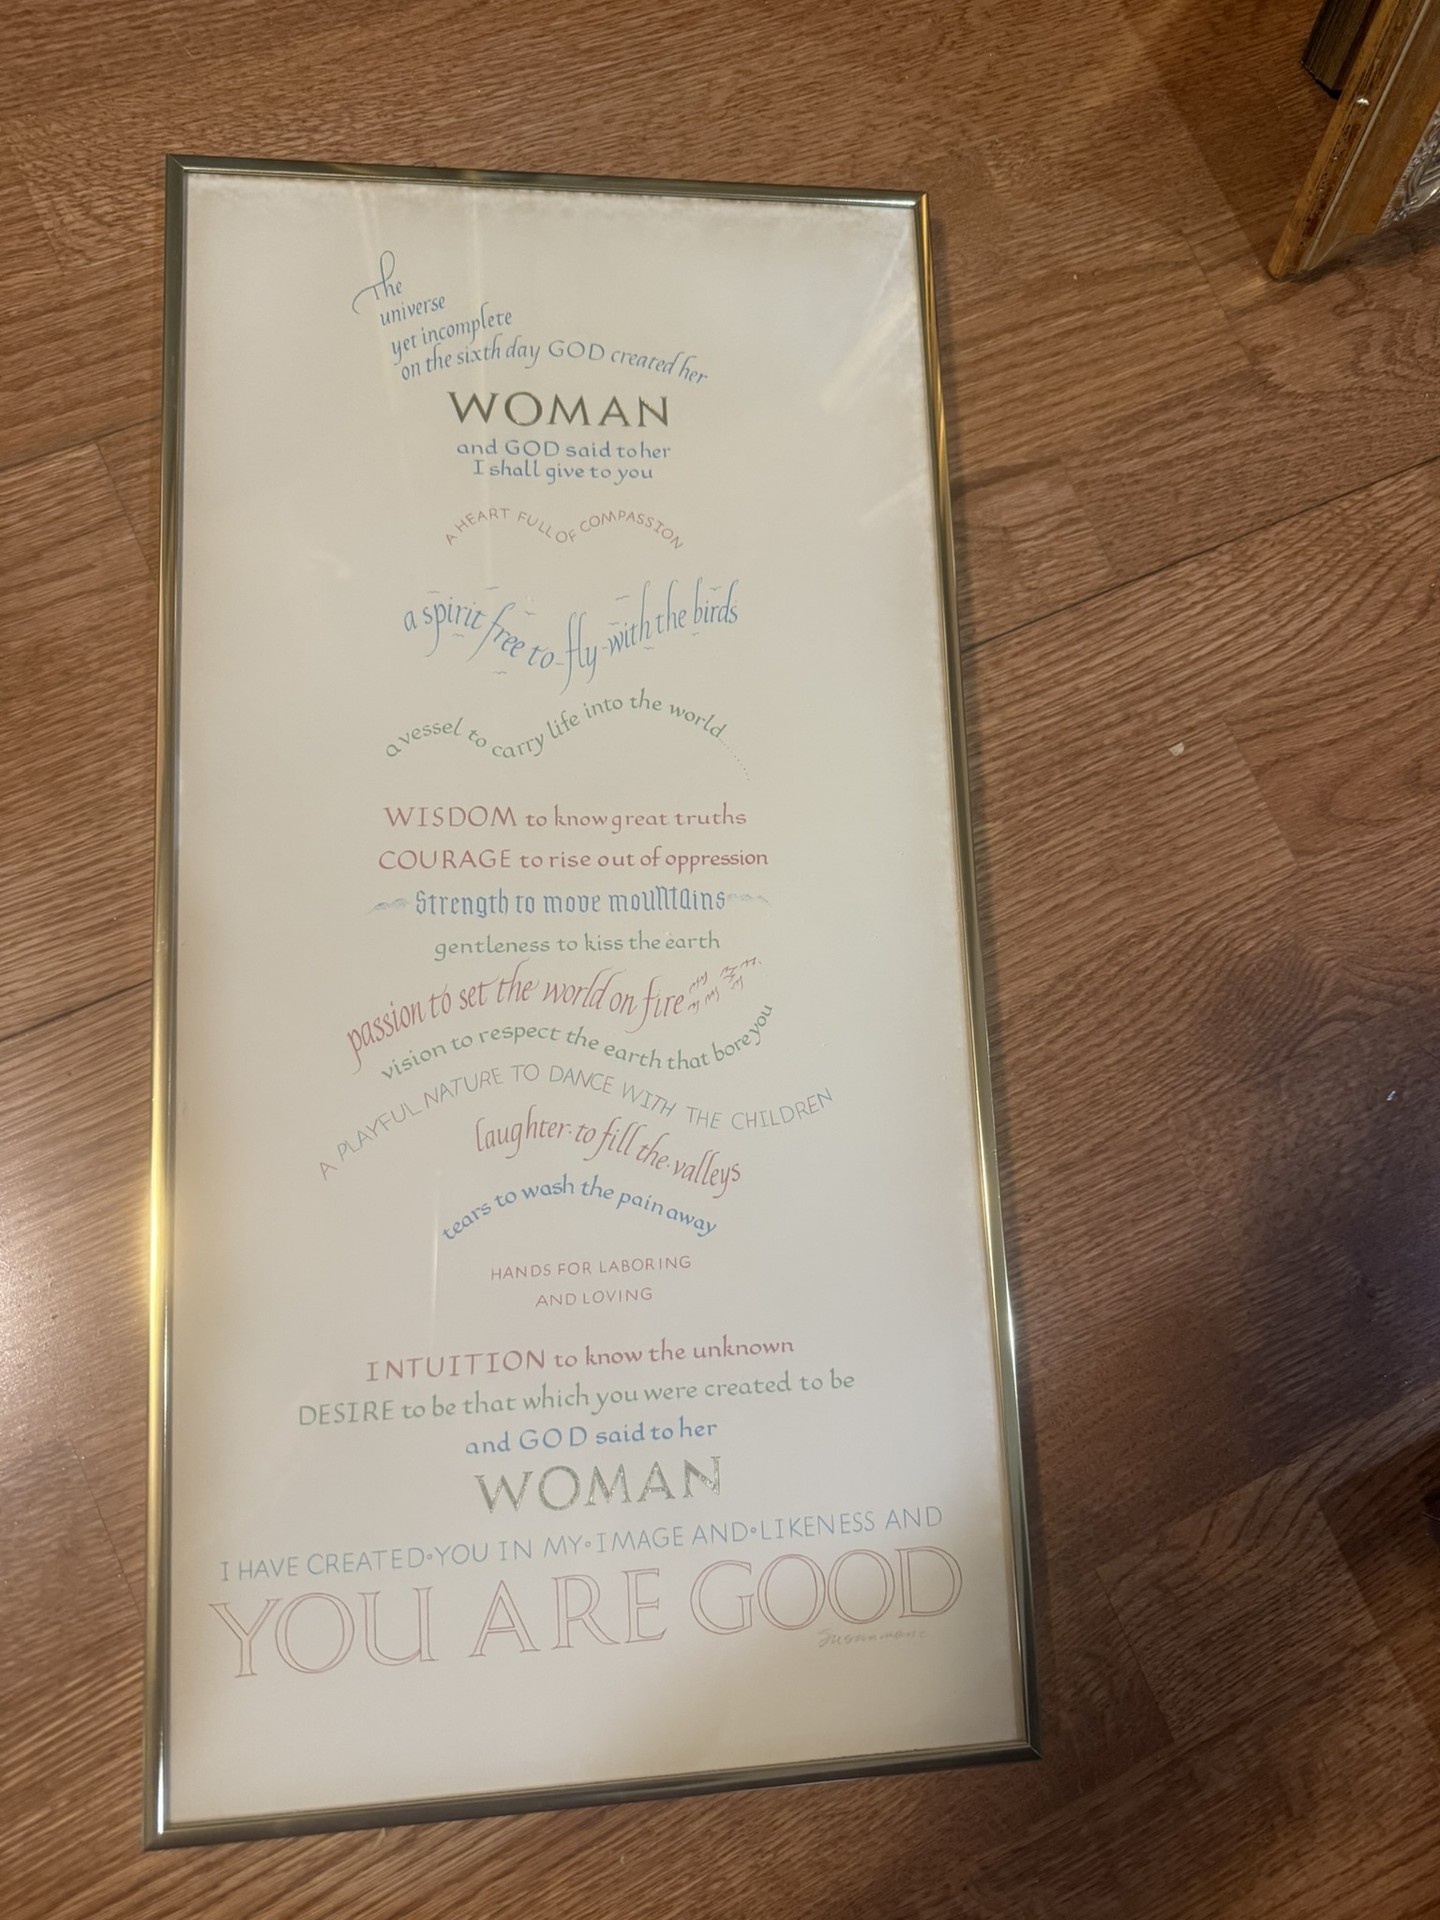 The
universe
yet incomplete
on the sixth day GOD created her
WOMAN
and GOD said to her
I shall give to you
A HEART FULL OF COMPASSION
a spirit free to fly with the birds
a vessel to carry life into the world.......
WISDOM to know great truths
COURAGE to rise out of oppression
Strength to move mountains
gentleness to kiss the earth
passion to set the world on fire
vision to respect the earth that bore you
A PLAYFUL NATURE TO DANCE WITH THE CHILDREN
laughter·to fill the·valleys
tears to wash the pain away
HANDS FOR LABORING
AND LOVING
INTUITION to know the unknown
DESIRE to be that which you were created to be
and GOD said to her
WOMAN
I HAVE CREATED·YOU IN MY·IMAGE AND·LIKENESS AND
YOU ARE GOOD